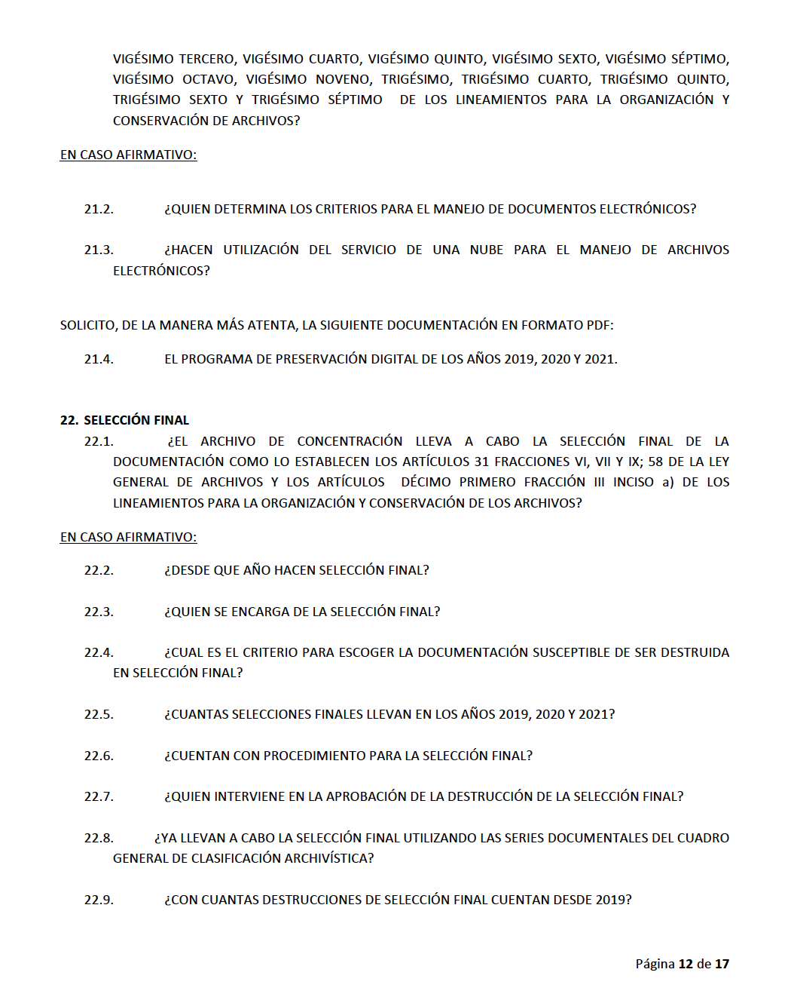 VIGÉSIMO TERCERO, VIGÉSIMO CUARTO, VIGÉSIMO QUINTO, VIGÉSIMO SEXTO, VIGÉSIMO SÉPTIMO,
VIGÉSIMO OCTAVO, VIGÉSIMO NOVENO, TRIGÉSIMO, TRIGÉSIMO CUARTO, TRIGÉSIMO QUINTO,
TRIGÉSIMO SEXTO Y TRIGÉSIMO SÉPTIMO DE LOS LINEAMIENTOS PARA LA ORGANIZACIÓN Y
CONSERVACIÓN DE ARCHIVOS?
EN CASO AFIRMATIVO:
21.2. ¿QUIEN DETERMINA LOS CRITERIOS PARA EL MANEJO DE DOCUMENTOS ELECTRÓNICOS?
21.3. ¿HACEN UTILIZACIÓN DEL SERVICIO DE UNA NUBE PARA EL MANEJO DE ARCHIVOS
ELECTRÓNICOS?
SOLICITO, DE LA MANERA MÁS ATENTA, LA SIGUIENTE DOCUMENTACIÓN EN FORMATO PDF:
21.4. EL PROGRAMA DE PRESERVACIÓN DIGITAL DE LOS AÑOS 2019, 2020 Y 2021.
22. SELECCIÓN FINAL
22.1. ¿EL ARCHIVO DE CONCENTRACIÓN LLEVA A CABO LA SELECCIÓN FINAL DE LA
DOCUMENTACIÓN COMO LO ESTABLECEN LOS ARTÍCULOS 31 FRACCIONES VI, VII Y IX; 58 DE LA LEY
GENERAL DE ARCHIVOS Y LOS ARTÍCULOS DÉCIMO PRIMERO FRACCIÓN III INCISO a) DE LOS
LINEAMIENTOS PARA LA ORGANIZACIÓN Y CONSERVACIÓN DE LOS ARCHIVOS?
EN CASO AFIRMATIVO:
22.2. ¿DESDE QUE AÑO HACEN SELECCIÓN FINAL?
22.3. ¿QUIEN SE ENCARGA DE LA SELECCIÓN FINAL?
22.4. ¿CUAL ES EL CRITERIO PARA ESCOGER LA DOCUMENTACIÓN SUSCEPTIBLE DE SER DESTRUIDA
EN SELECCIÓN FINAL?
22.5. ¿CUANTAS SELECCIONES FINALES LLEVAN EN LOS AÑOS 2019, 2020 Y 2021?
22.6. ¿CUENTAN CON PROCEDIMIENTO PARA LA SELECCIÓN FINAL?
22.7. ¿QUIEN INTERVIENE EN LA APROBACIÓN DE LA DESTRUCCIÓN DE LA SELECCIÓN FINAL?
22.8. ¿YA LLEVAN A CABO LA SELECCIÓN FINAL UTILIZANDO LAS SERIES DOCUMENTALES DEL CUADRO
GENERAL DE CLASIFICACIÓN ARCHIVÍSTICA?
22.9. ¿CON CUANTAS DESTRUCCIONES DE SELECCIÓN FINAL CUENTAN DESDE 2019?
Página 12 de 17